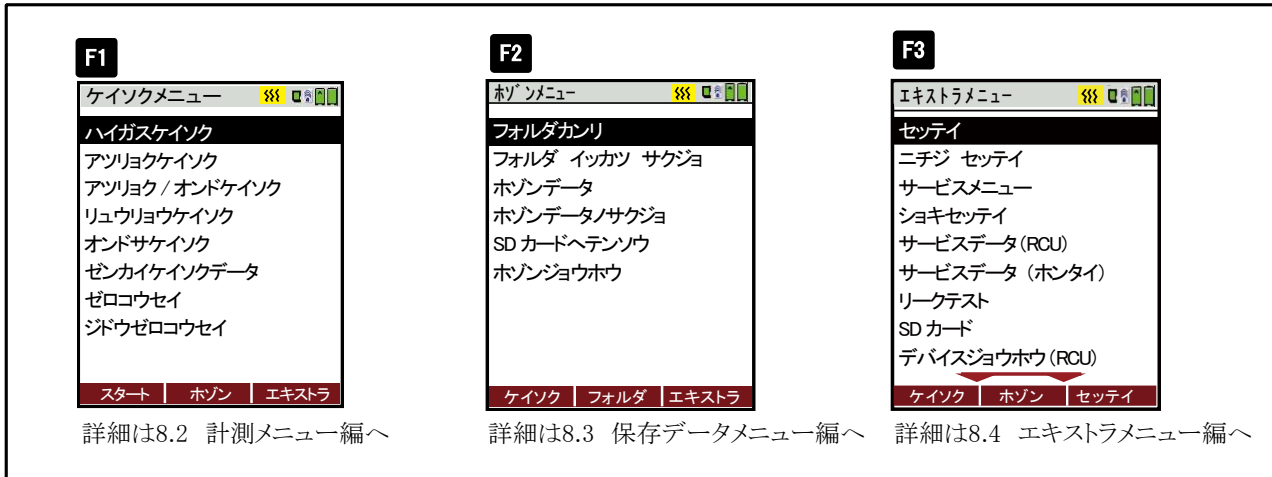 F1
ケイソクメニュー
ハイガスケイソク
アツリョクケイソク
アツリョク / オンドケイソク
リュウリョウケイソク
オンドサケイソク
ゼンカイケイソクデータ
ゼロコウセイ
ジドウゼロコウセイ
スタート ホゾン エキストラ
詳細は8.2 計測メニュー編へ
F2
ホゾンメニュー
フォルダカンリ
フォルダ イッカツ サクジョ
ホゾンデータ
ホゾンデータノサクジョ
SD カードヘテンソウ
ホゾンジョウホウ
ケイソク フォルダ エキストラ
詳細は8.3 保存データメニュー編へ
F3
エキストラメニュー
セッテイ
ニチジ セッテイ
サービスメニュー
ショキセッテイ
サービスデータ (RCU)
サービスデータ (ホンタイ)
リークテスト
SD カード
デバイスジョウホウ (RCU)
ケイソク ホゾン セッテイ
詳細は8.4 エキストラメニュー編へ